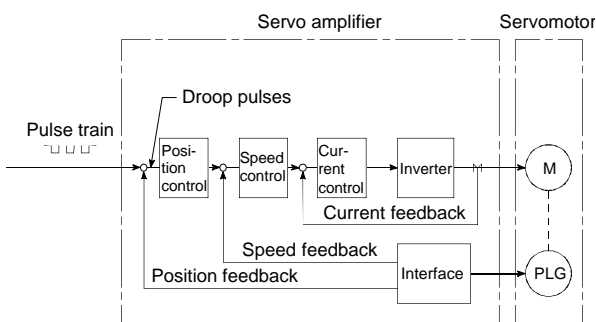 Servo amplifier
Servomotor
Droop pulses
Pulse train
Posi-
tion
control
Speed
control
Cur-
rent
control
Inverter
M
Current feedback
Speed feedback
Position feedback
Interface
PLG